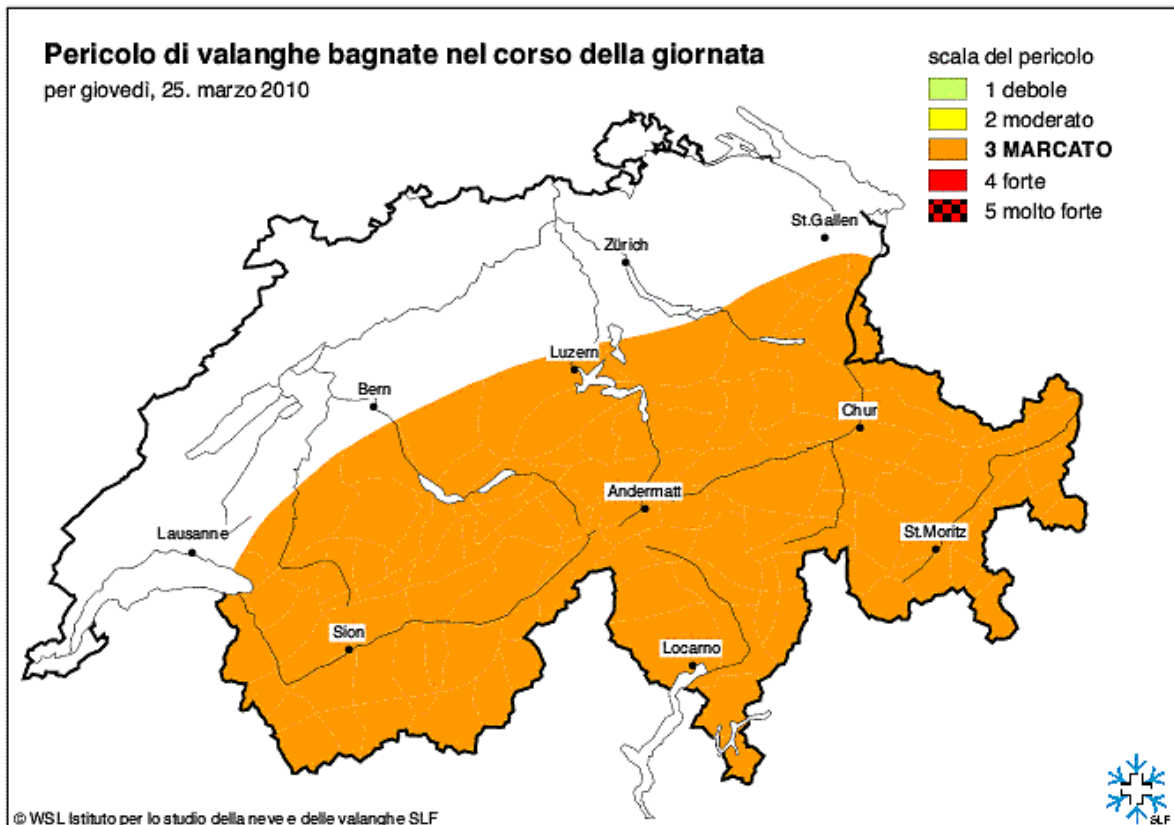 Pericolo di valanghe bagnate nel corso della giornata
per giovedì, 25. marzo 2010
scala del pericolo
1 debole
2 moderato
3 MARCATO
4 forte
5 molto forte
St.Gallen
Zürich
Luzern
Bern
Chur
Andermatt
Lausanne
St.Moritz
Sion
Locarno
© WSL Istituto per lo studio della neve e delle valanghe SLF
SLF